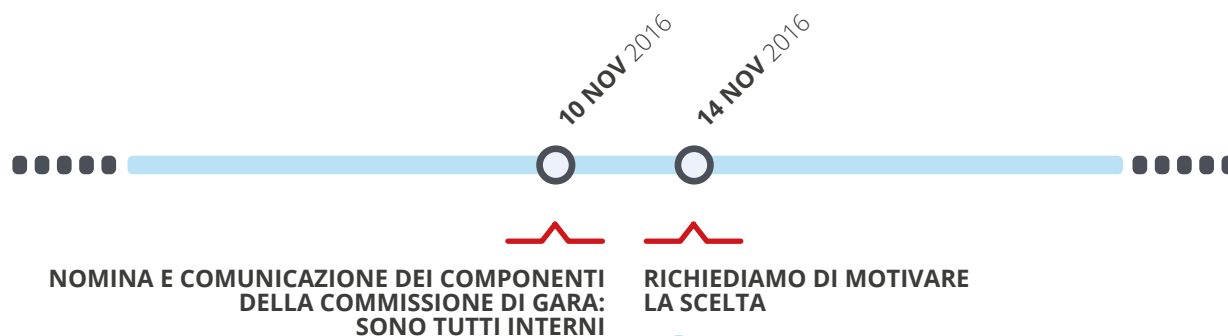 10 NOV 2016
14 NOV 2016
NOMINA E COMUNICAZIONE DEI COMPONENTI
DELLA COMMISSIONE DI GARA:
SONO TUTTI INTERNI
RICHIEDIAMO DI MOTIVARE
LA SCELTA